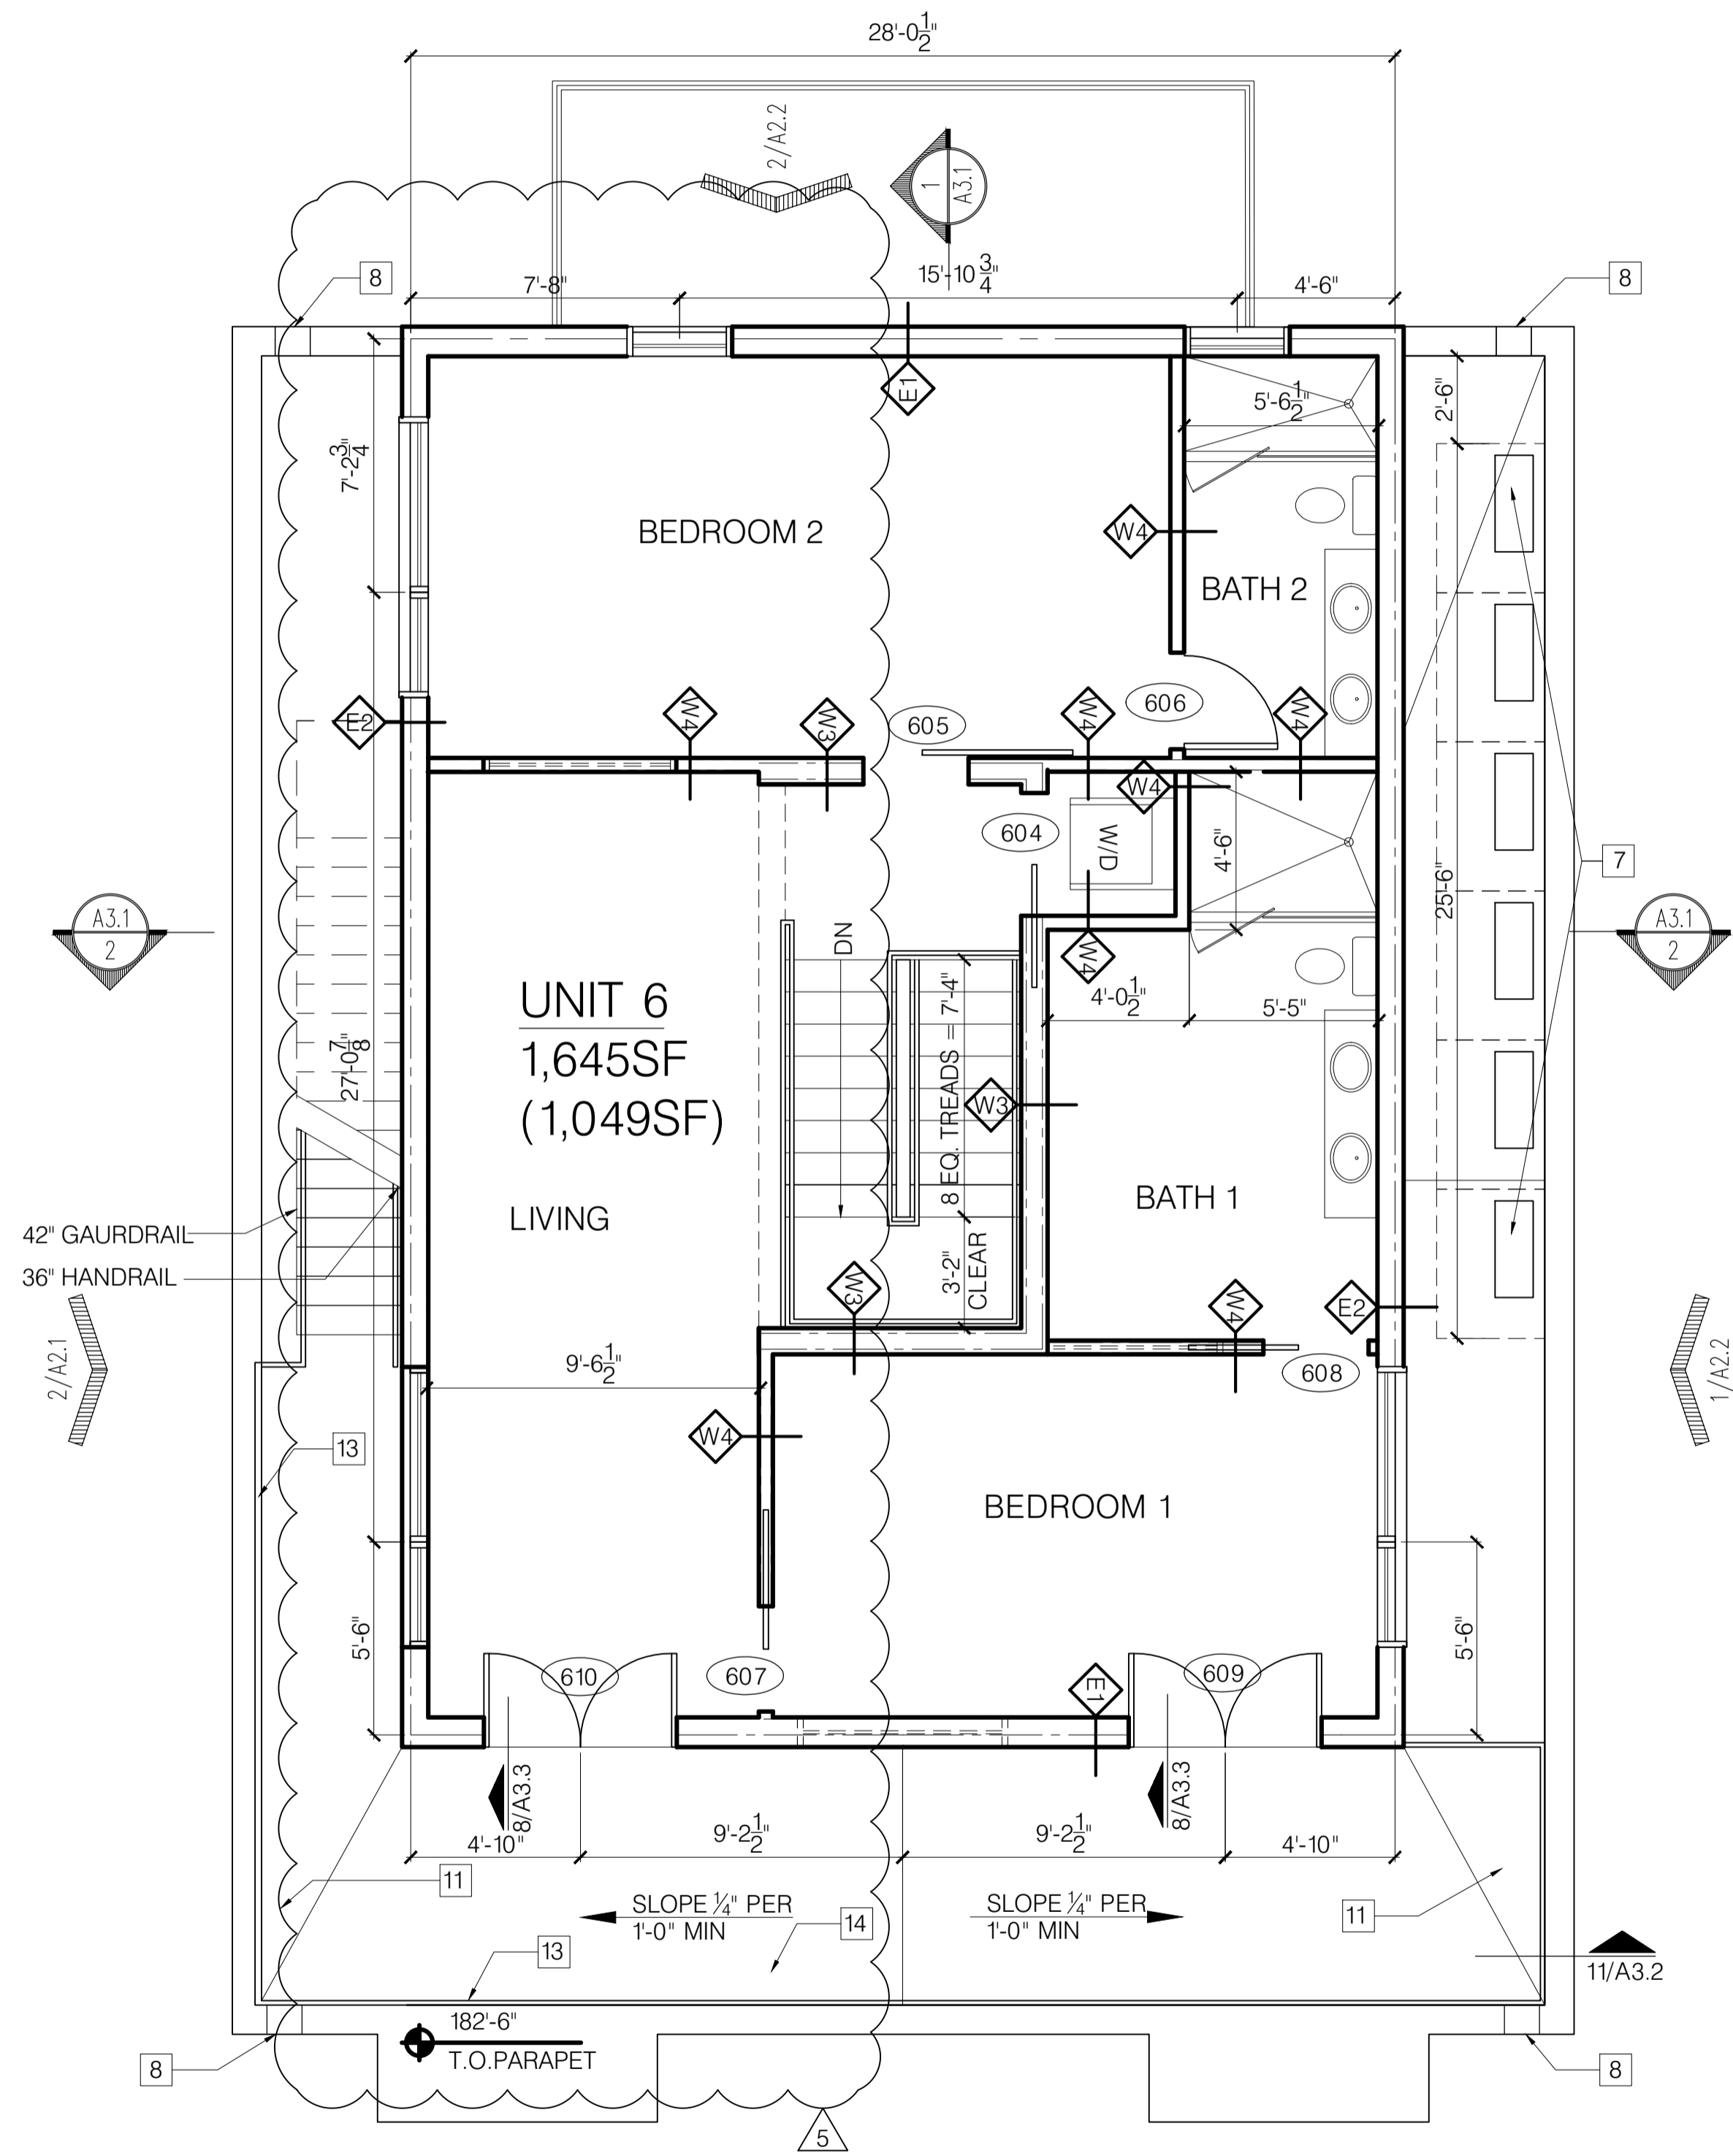 28'-0 1/2"
2/A2.2
1
A3.1
7'-8"
15'-10 3/4"
4'-6"
8
8
E1
5'-6 1/2"
2'-6"
7'-2 3/4"
BEDROOM 2
W4
BATH 2
E2
W4
W3
605
W4
606
W4
W4
604
W/D
4'-6"
7
25'-6"
A3.1
2
A3.1
2
DN
UNIT 6
1,645SF
(1,049SF)
W4
4'-0 1/2"
5'-5"
8 EQ. TREADS = 7'-4"
W3
27'-0 7/8"
BATH 1
LIVING
42" GAURDRAIL
36" HANDRAIL
3'-2"
CLEAR
W3
W4
E2
2/A2.1
1/A2.2
9'-6 1/2"
608
W4
13
BEDROOM 1
5'-6"
5'-6"
610
607
E1
609
8/A3.3
8/A3.3
4'-10"
9'-2 1/2"
9'-2 1/2"
4'-10"
11
SLOPE 1/4" PER
1'-0" MIN
14
SLOPE 1/4" PER
1'-0" MIN
11
13
11/A3.2
182'-6"
T.O.PARAPET
8
8
5